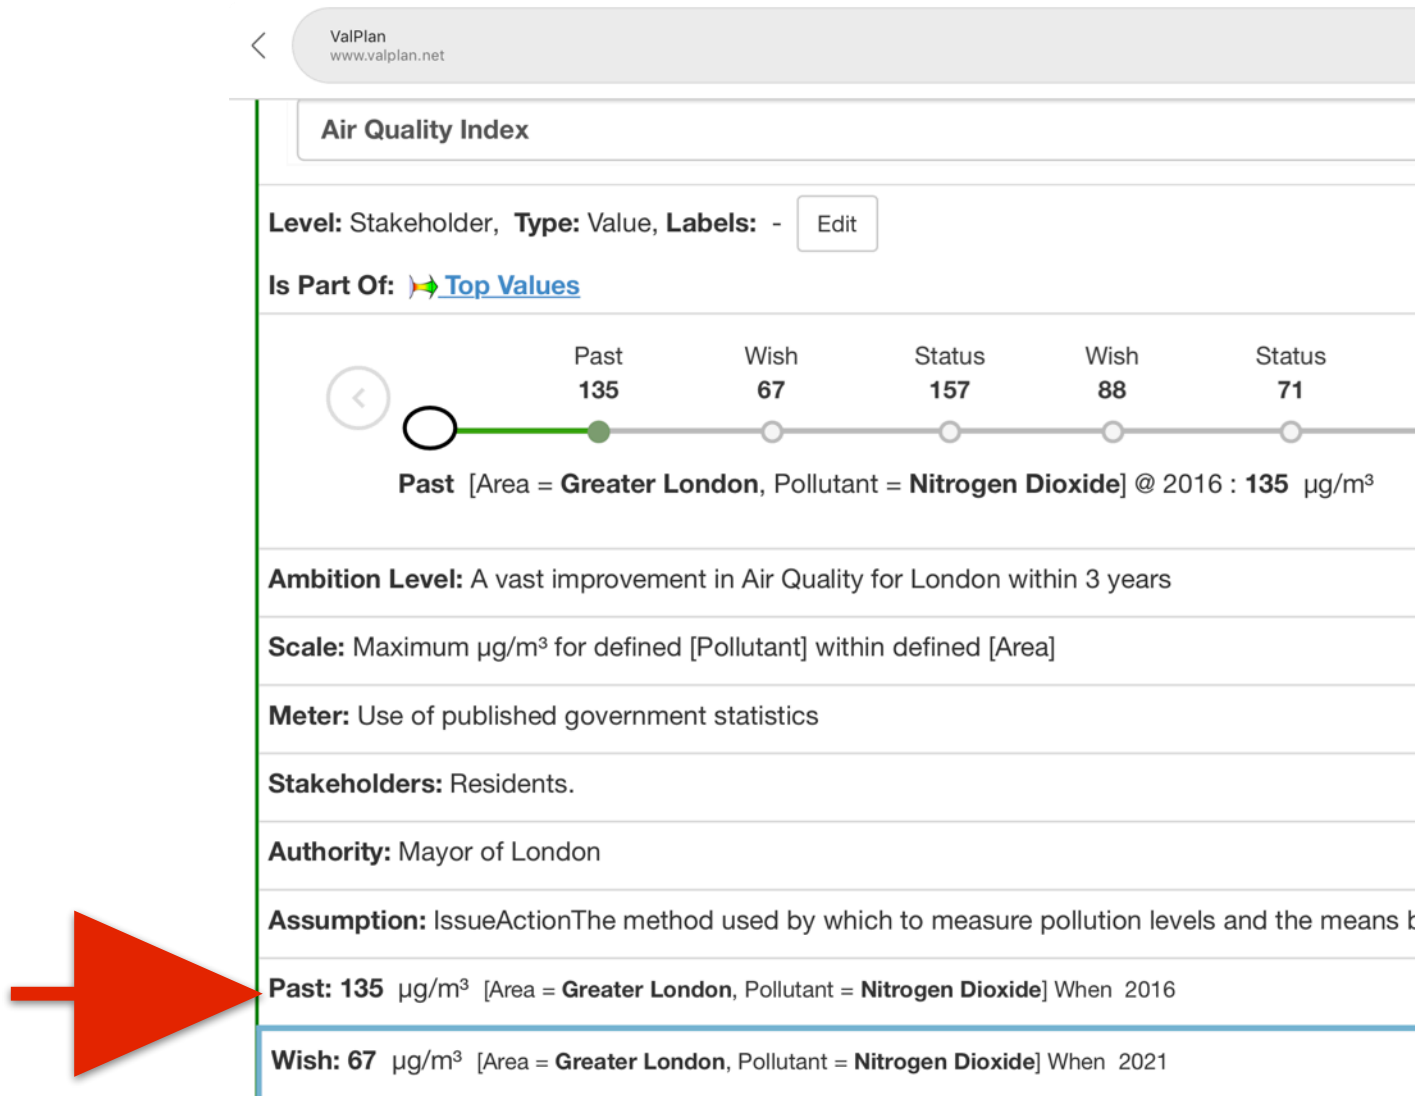 ValPlan
www.valplan.net
Air Quality Index
Level: Stakeholder, Type: Value, Labels: - Edit
Is Part Of: Top Values
Past Wish Status Wish Status
135 67 157 88 71
Past [Area = Greater London, Pollutant = Nitrogen Dioxide] @ 2016 : 135 µg/m³
Ambition Level: A vast improvement in Air Quality for London within 3 years
Scale: Maximum µg/m³ for defined [Pollutant] within defined [Area]
Meter: Use of published government statistics
Stakeholders: Residents.
Authority: Mayor of London
Assumption: IssueActionThe method used by which to measure pollution levels and the means
Past: 135 µg/m³ [Area = Greater London, Pollutant = Nitrogen Dioxide] When 2016
Wish: 67 µg/m³ [Area = Greater London, Pollutant = Nitrogen Dioxide] When 2021